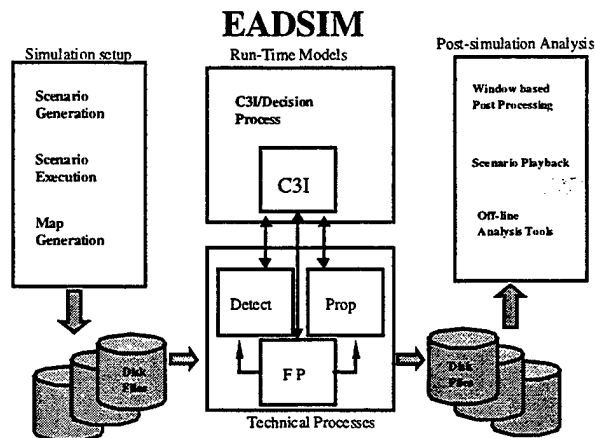 EADSIM
Simulation setup
Scenario
Generation
Scenario
Execution
Map
Generation
Disk
Files
Run-Time Models
C3I/Decision
Process
C3I
Detect
Prop
FP
Technical Processes
Post-simulation Analysis
Window based
Post Processing
Scenario Playback
Off-line
Analysis Tools
Disk
Files